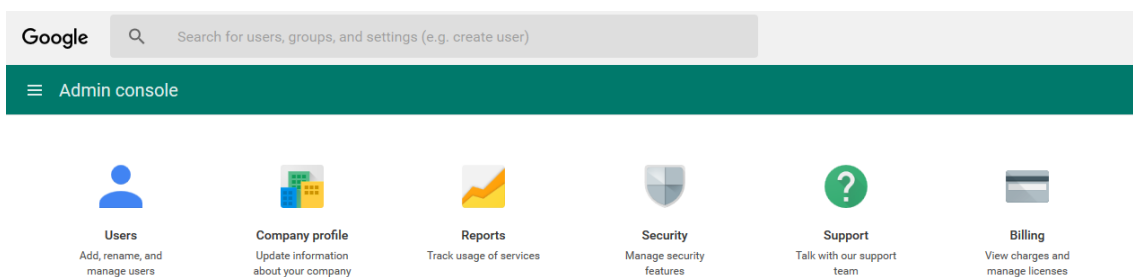 Google
Search for users, groups, and settings (e.g. create user)
Admin console
Users
Add, rename, and
manage users
Company profile
Update information
about your company
Reports
Track usage of services
Security
Manage security
features
Support
Talk with our support
team
Billing
View charges and
manage licenses